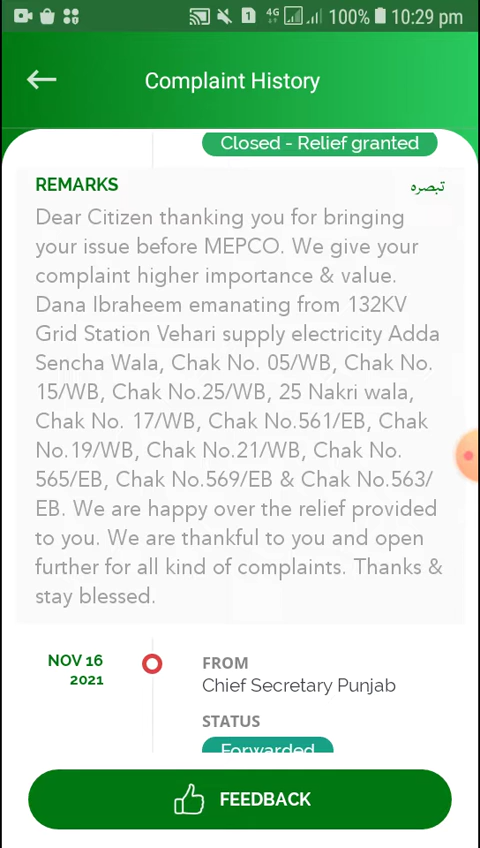 4G 100% 10:29 pm
Complaint History
Closed - Relief granted
REMARKS تبصره
Dear Citizen thanking you for bringing
your issue before MEPCO. We give your
complaint higher importance & value.
Dana Ibraheem emanating from 132KV
Grid Station Vehari supply electricity Adda
Sencha Wala, Chak No. 05/WB, Chak No.
15/WB, Chak No.25/WB, 25 Nakri wala,
Chak No. 17/WB, Chak No.561/EB, Chak
No.19/WB, Chak No.21/WB, Chak No.
565/EB, Chak No.569/EB & Chak No.563/
EB. We are happy over the relief provided
to you. We are thankful to you and open
further for all kind of complaints. Thanks &
stay blessed.
NOV 16
2021
FROM
Chief Secretary Punjab
STATUS
Forwarded
FEEDBACK